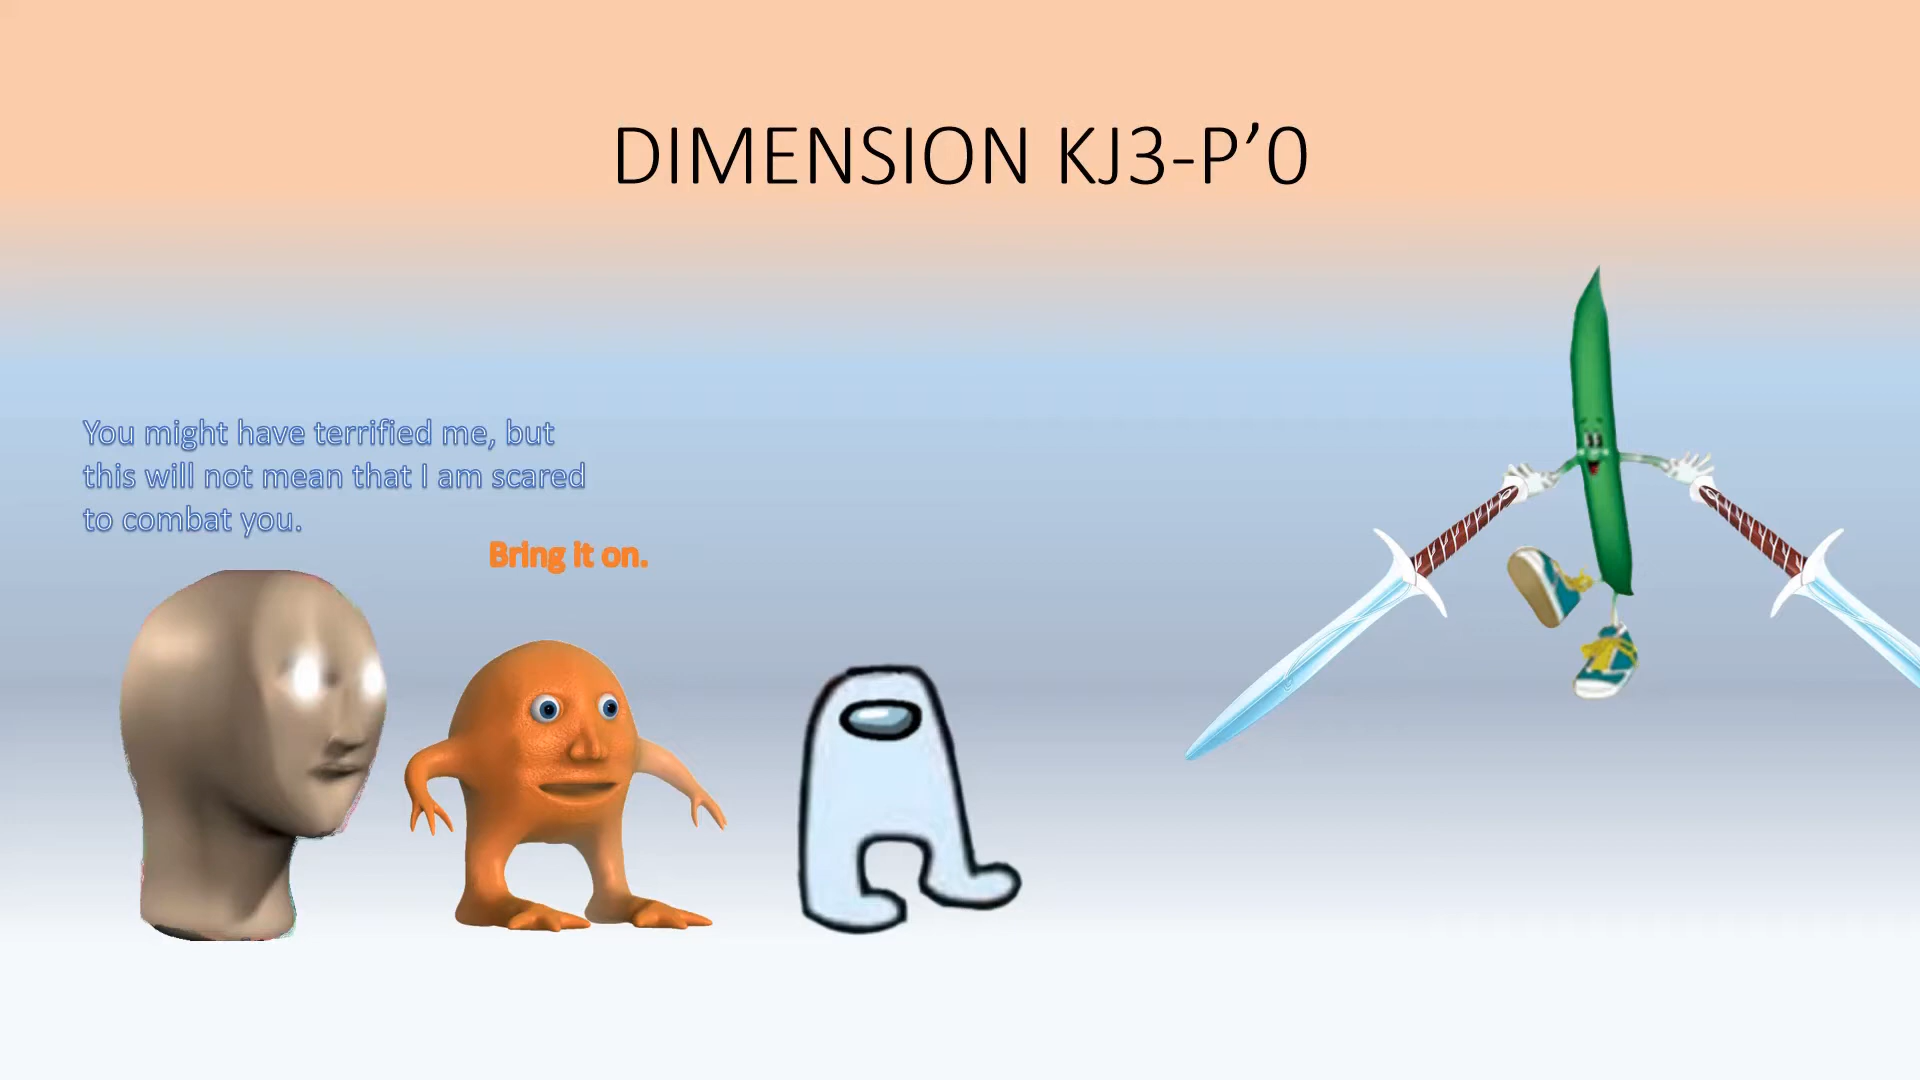 DIMENSION KJ3-P’0
You might have terrified me, but
this will not mean that I am scared
to combat you.
Bring it on.